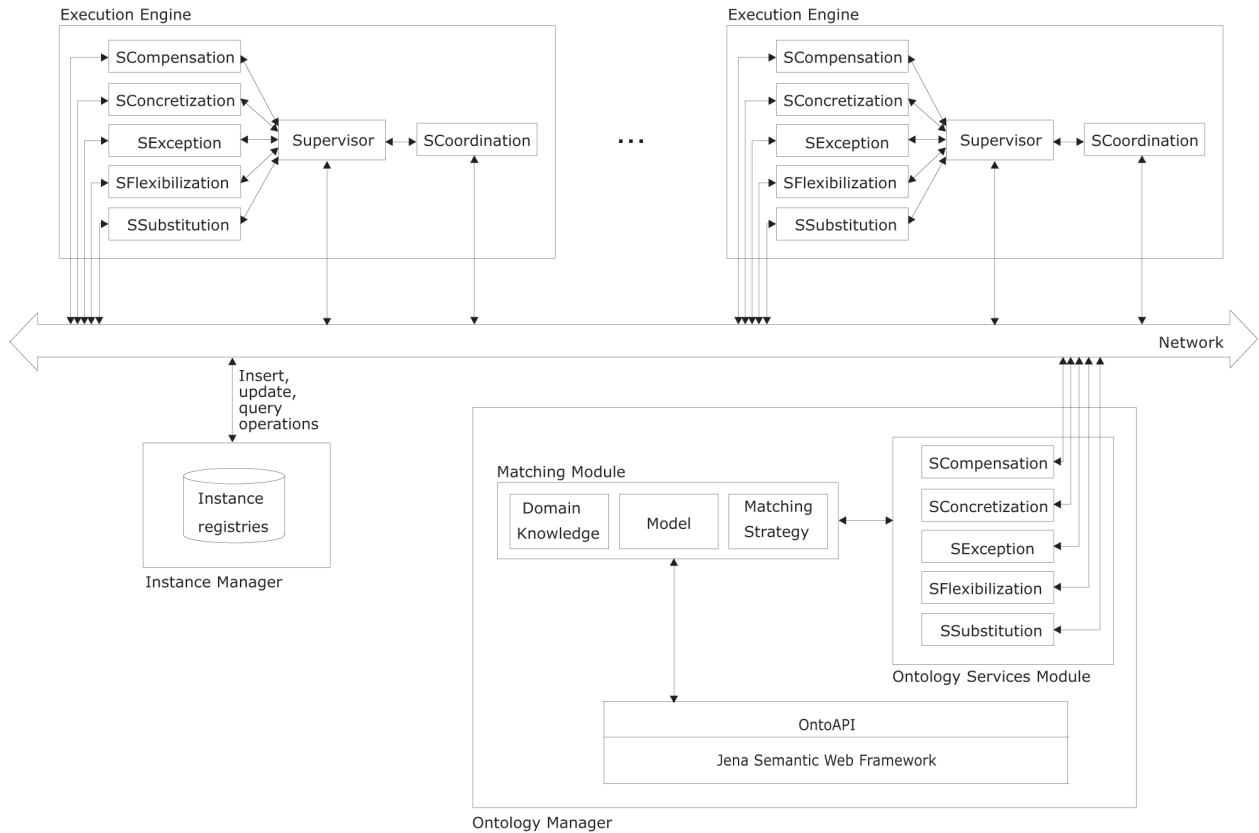 Execution Engine
SCompensation
SConcretization
SException
SFlexibilization
SSubstitution
Supervisor
SCoordination
...
Execution Engine
SCompensation
SConcretization
SException
SFlexibilization
SSubstitution
Supervisor
SCoordination
Network
Insert,
update,
query
operations
Instance
registries
Instance Manager
Matching Module
Domain
Knowledge
Model
Matching
Strategy
SCompensation
SConcretization
SException
SFlexibilization
SSubstitution
Ontology Services Module
OntoAPI
Jena Semantic Web Framework
Ontology Manager